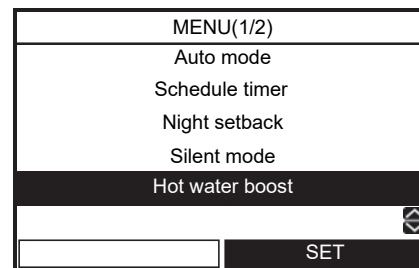 MENU(1/2)
Auto mode
Schedule timer
Night setback
Silent mode
Hot water boost
SET